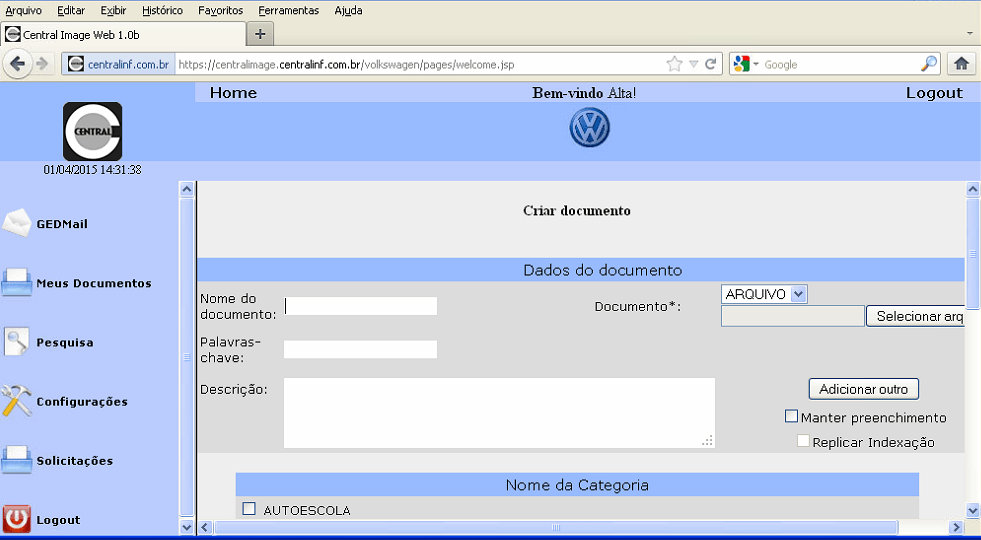 Arquivo Editar Exibir Histórico Favoritos Ferramentas Ajuda
Central Image Web 1.0b
centralinf.com.br https://centralimage.centralinf.com.br/volkswagen/pages/welcome.jsp Google
Home Bem-vindo Alta! Logout
CENTRAL
01/04/2015 14:31:38
GEDMail
Meus Documentos
Pesquisa
Configurações
Solicitações
Logout
Criar documento
Dados do documento
Nome do
documento:
Documento*: ARQUIVO
Selecionar arq
Palavras-
chave:
Descrição:
Adicionar outro
Manter preenchimento
Replicar Indexação
Nome da Categoria
AUTOESCOLA